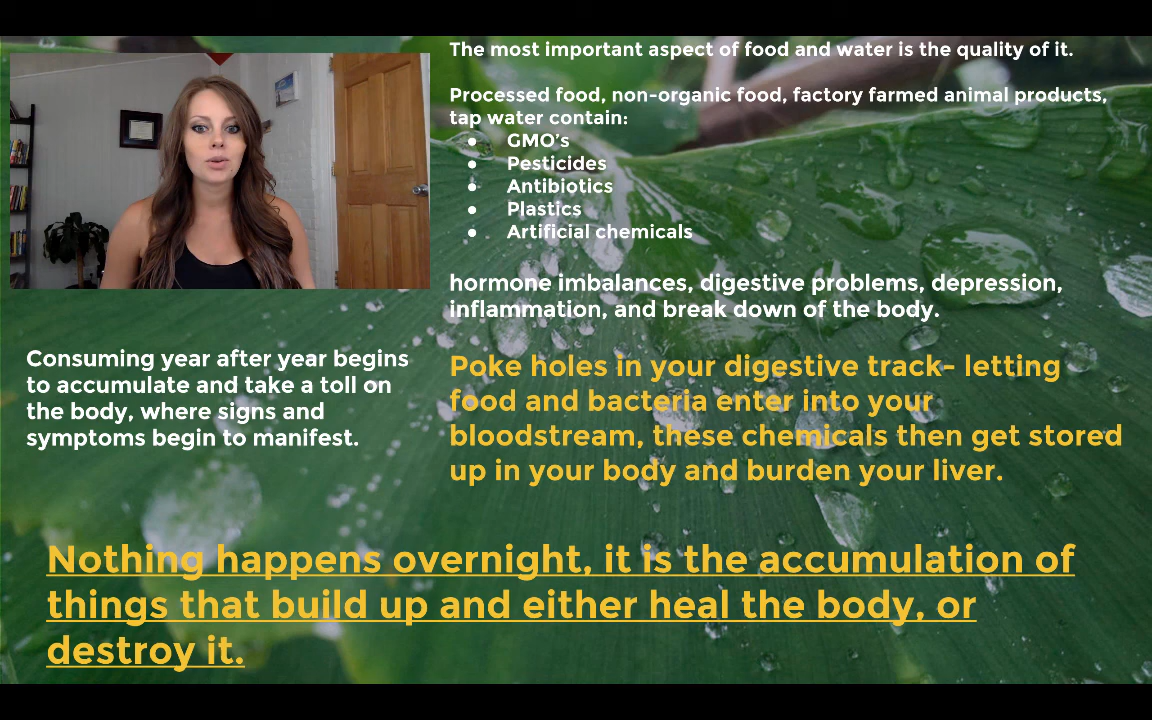 The most important aspect of food and water is the quality of it.
Processed food, non-organic food, factory farmed animal products,
tap water contain:
● GMO's
● Pesticides
● Antibiotics
● Plastics
● Artificial chemicals
hormone imbalances, digestive problems, depression,
inflammation, and break down of the body.
Consuming year after year begins
to accumulate and take a toll on
the body, where signs and
symptoms begin to manifest.
Poke holes in your digestive track- letting
food and bacteria enter into your
bloodstream, these chemicals then get stored
up in your body and burden your liver.
Nothing happens overnight, it is the accumulation of
things that build up and either heal the body, or
destroy it.